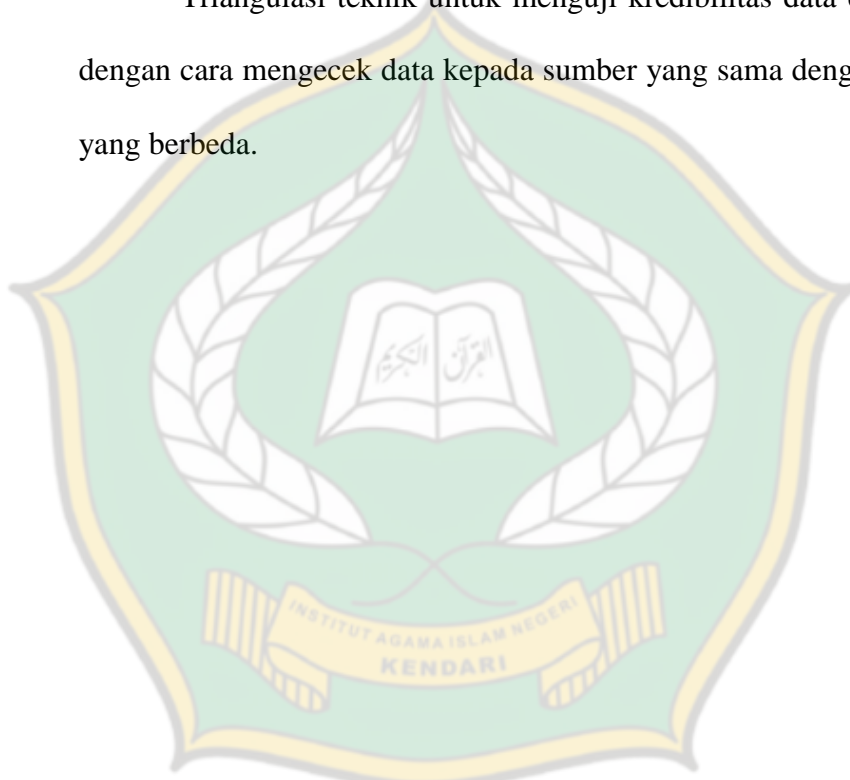 Triangulasi teknik untuk menguji kredibilitas data
dengan cara mengecek data kepada sumber yang sama
yang berbeda.
القرآن الكريم
INSTITUT AGAMA ISLAM NEGERI
KENDARI